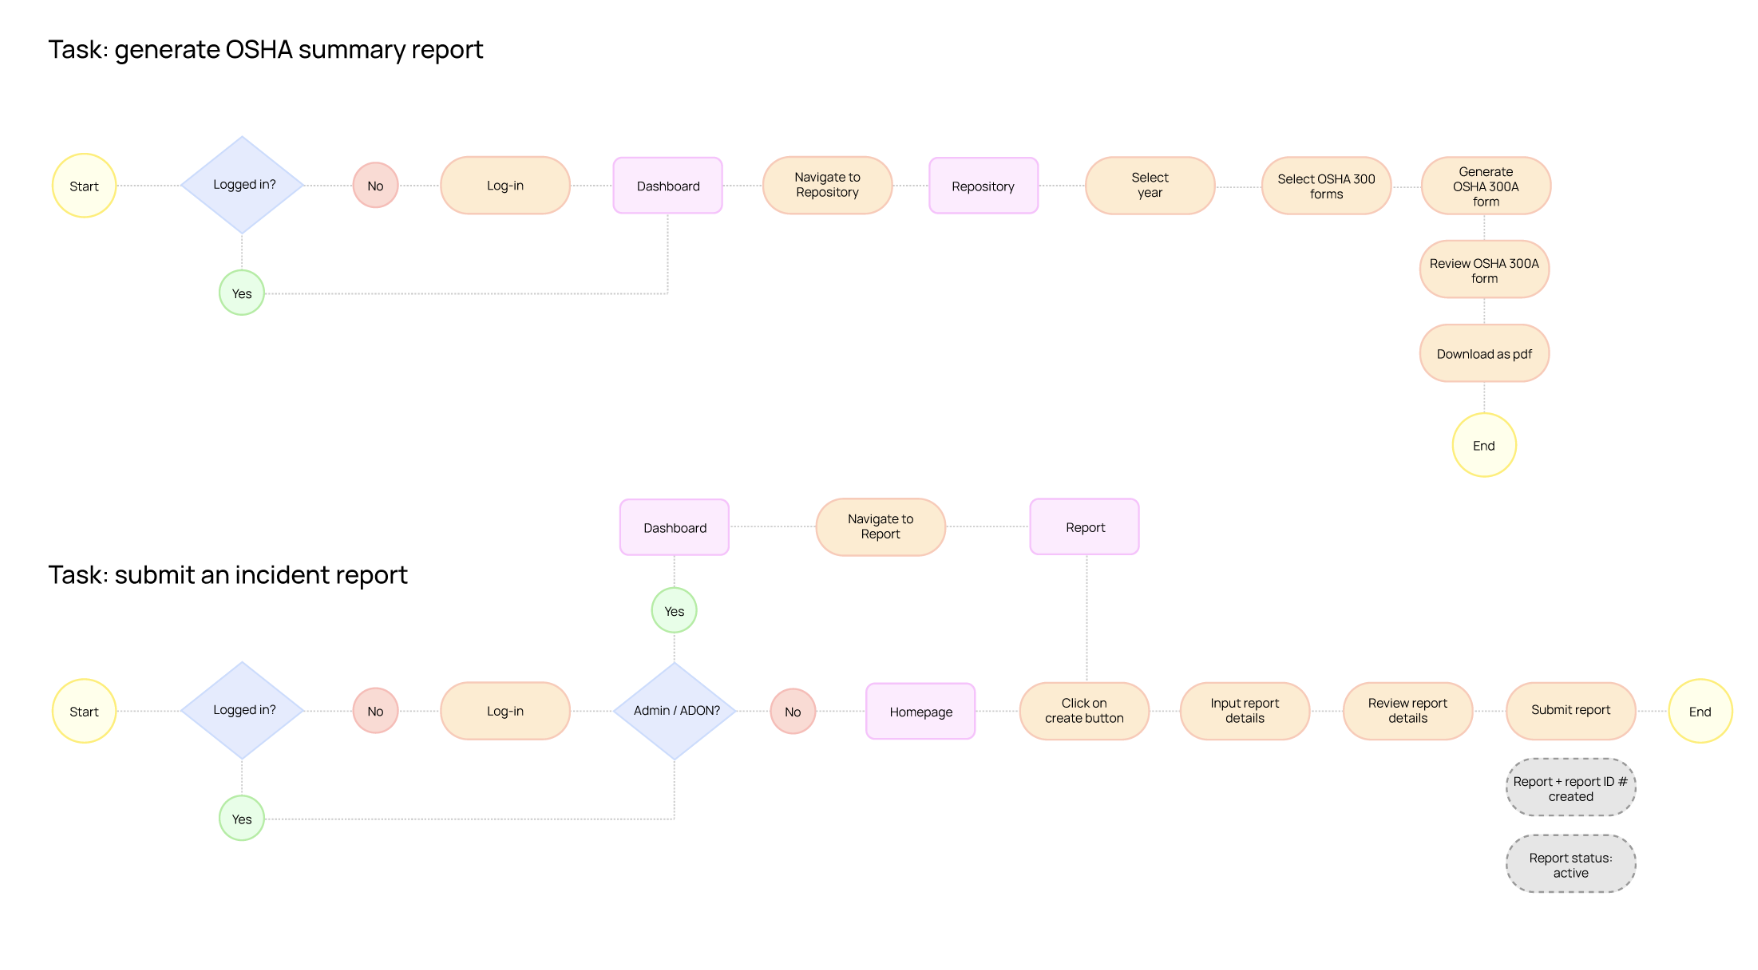 Task: generate OSHA summary report
Start
Logged in?
No
Log-in
Dashboard
Navigate to
Repository
Repository
Select
year
Select OSHA 300
forms
Generate
OSHA 300A
form
Yes
Review OSHA 300A
form
Download as pdf
End
Dashboard
Navigate to
Report
Report
Task: submit an incident report
Yes
Start
Logged in?
No
Log-in
Admin / ADON?
No
Homepage
Click on
create button
Input report
details
Review report
details
Submit report
End
Yes
Report + report ID #
created
Report status:
active